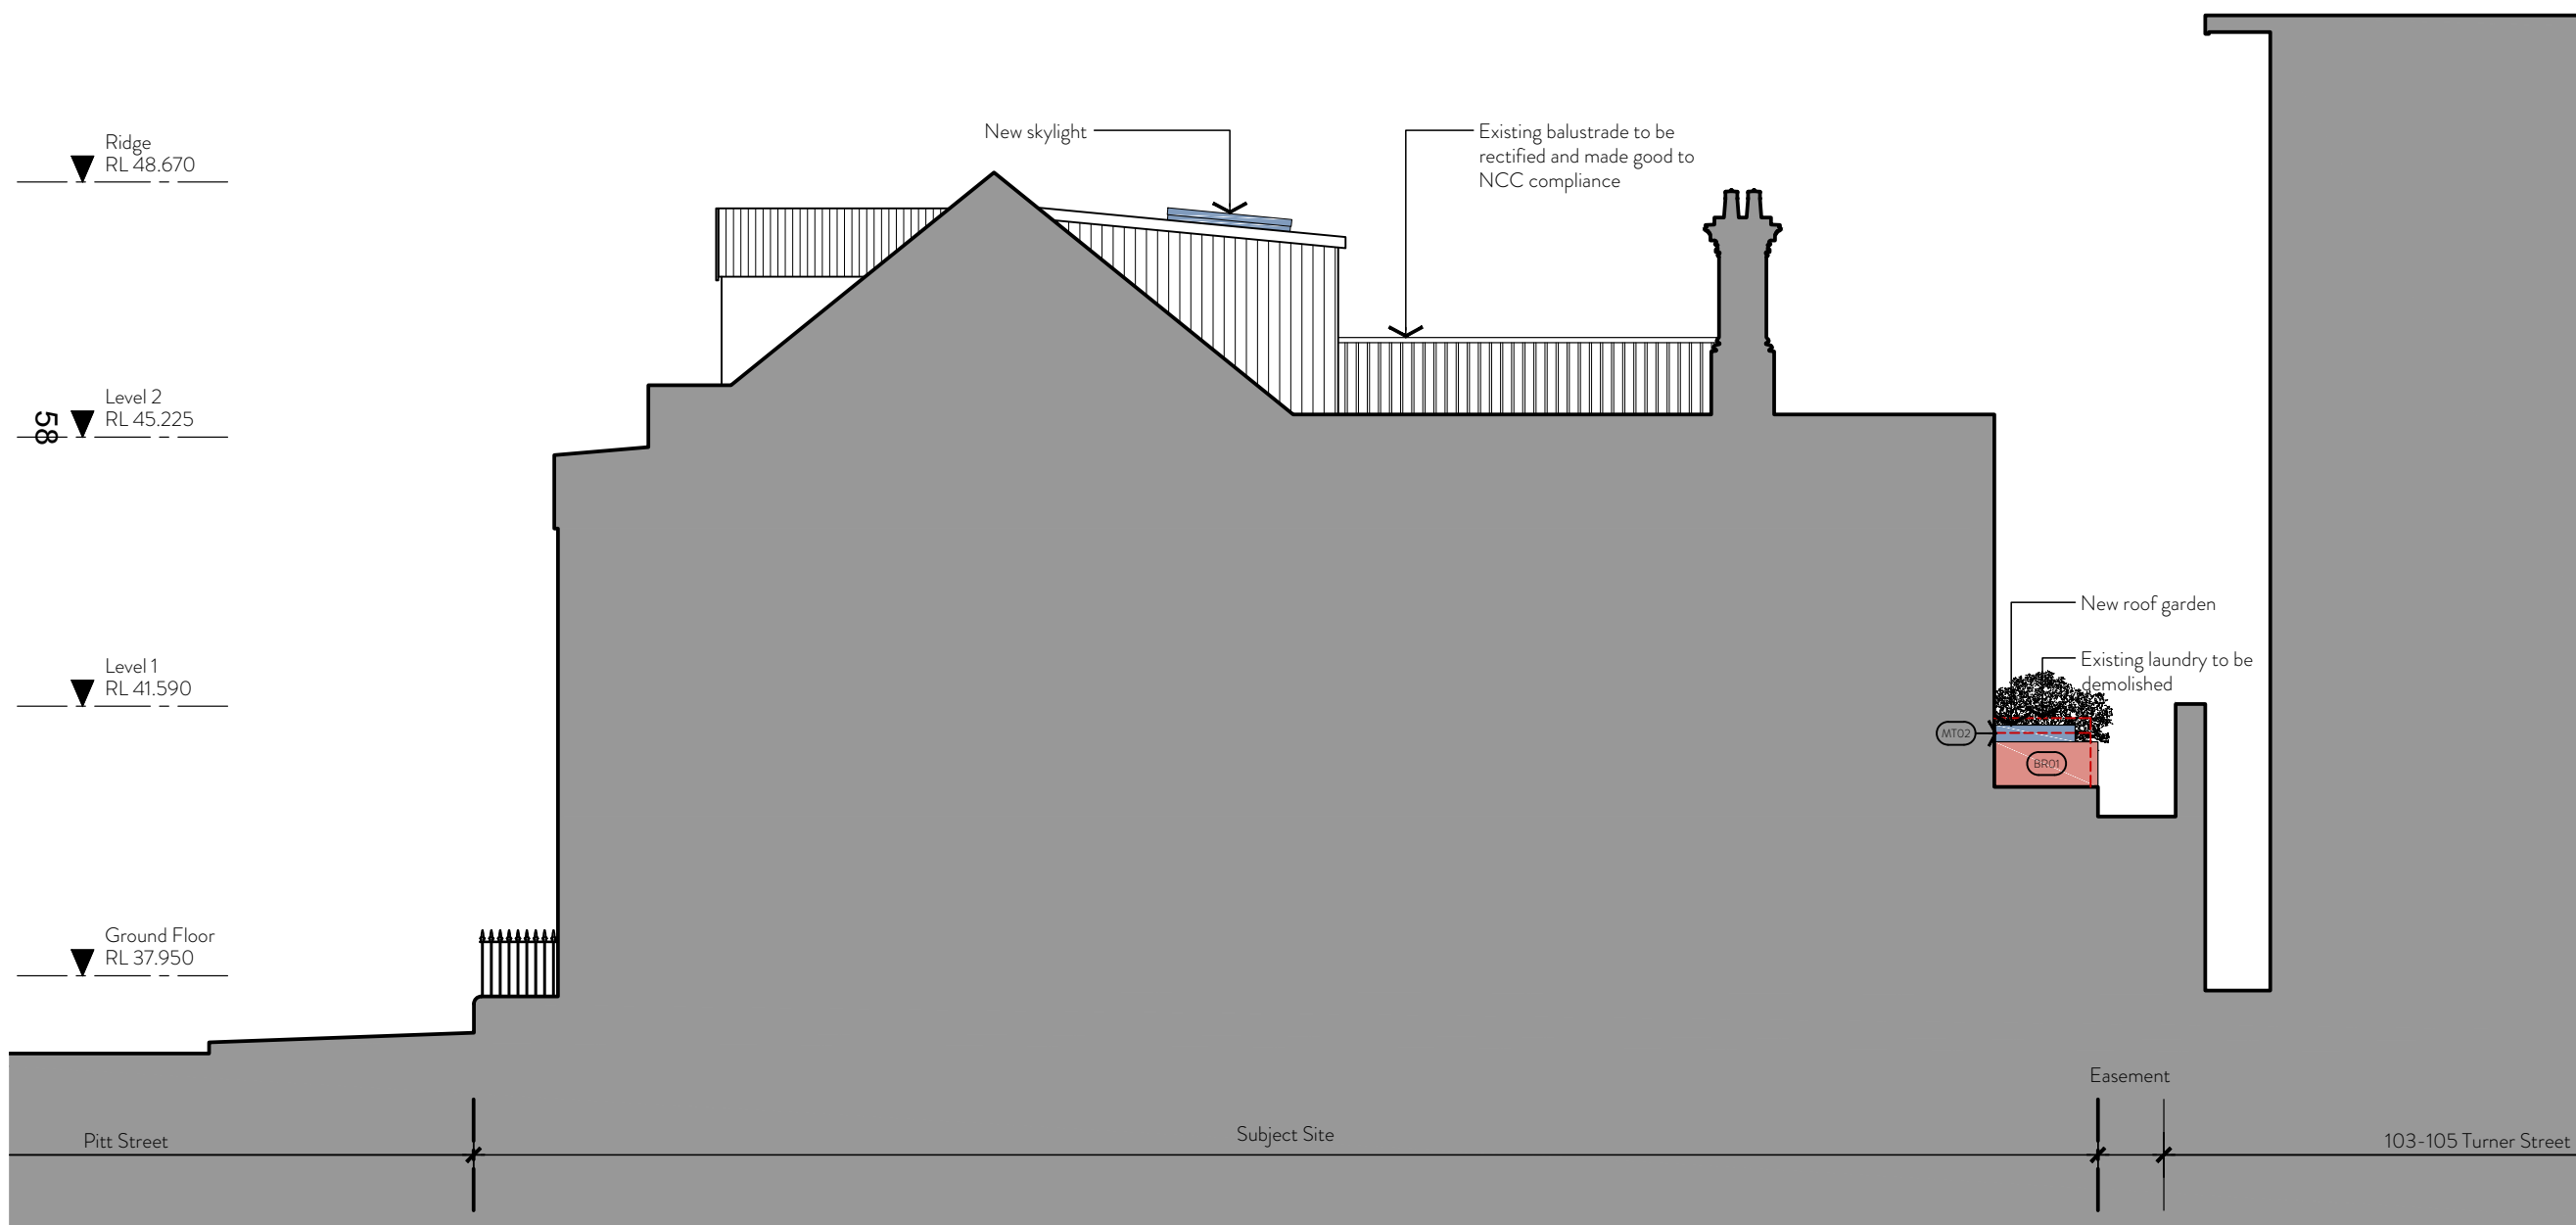 New skylight
Existing balustrade to be
rectified and made good to
NCC compliance
Ridge
RL 48.670
Level 2
RL 45.225
58
New roof garden
Existing laundry to be
demolished
Level 1
RL 41.590
MT02
BR01
Ground Floor
RL 37.950
Easement
Pitt Street
Subject Site
103-105 Turner Street